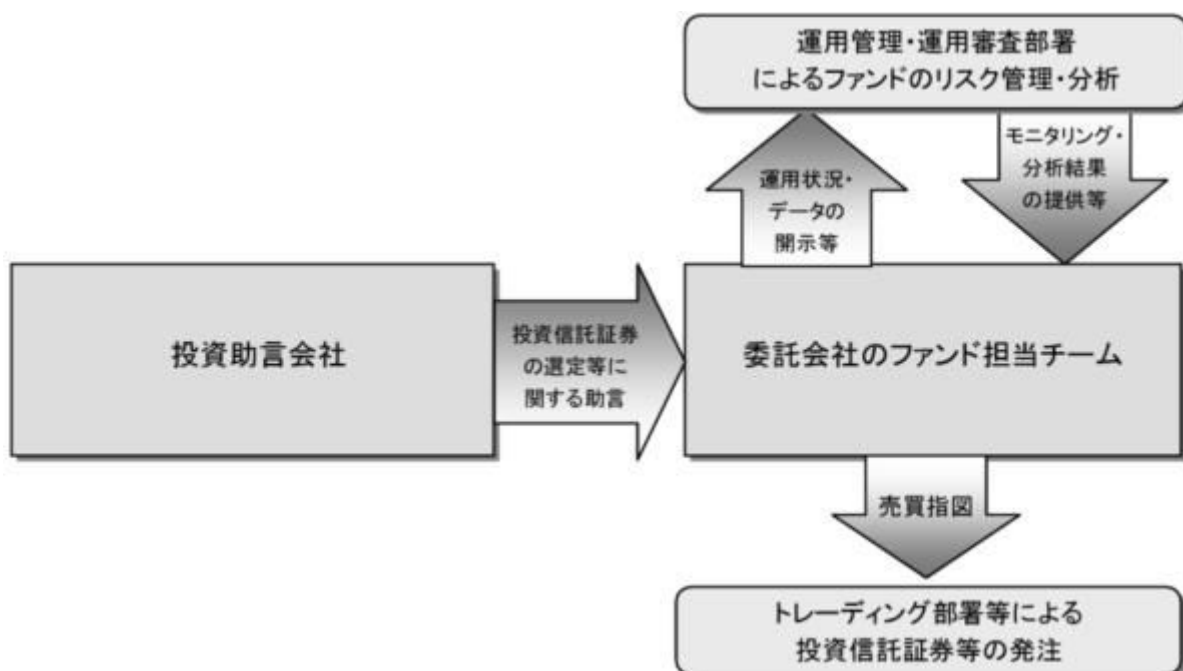 運用管理・運用審査部署
によるファンドのリスク管理・分析
運用状況・
データの
開示等
モニタリング・
分析結果
の提供等
投資助言会社
投資信託証券
の選定等に
関する助言
委託会社のファンド担当チーム
売買指図
トレーディング部署等による
投資信託証券等の発注